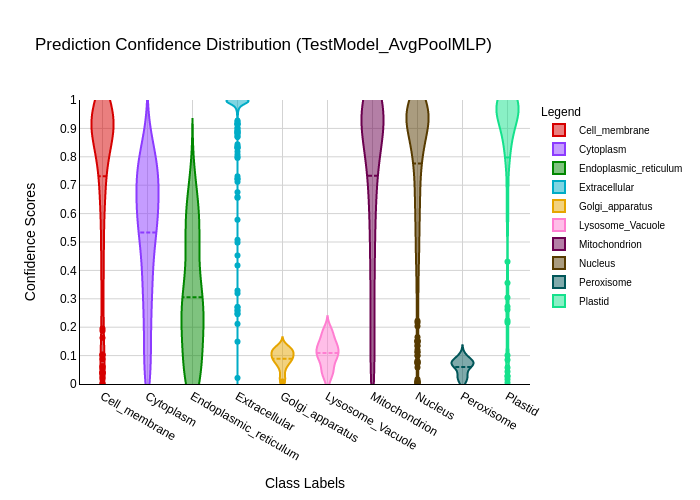 Prediction Confidence Distribution (TestModel_AvgPoolMLP)
Legend
Cell_membrane
Cytoplasm
Endoplasmic_reticulum
Extracellular
Golgi_apparatus
Lysosome_Vacuole
Mitochondrion
Nucleus
Peroxisome
Plastid
Confidence Scores
1
0.9
0.8
0.7
0.6
0.5
0.4
0.3
0.2
0.1
0
Cell_membrane
Cytoplasm
Endoplasmic_reticulum
Extracellular
Golgi_apparatus
Lysosome_Vacuole
Mitochondrion
Nucleus
Peroxisome
Plastid
Class Labels